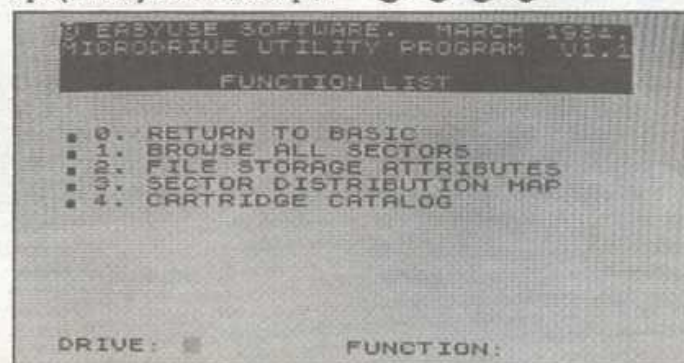 © EASYUSE SOFTWARE. MARCH 1984.
MICRODRIVE UTILITY PROGRAM V1.1
FUNCTION LIST
0. RETURN TO BASIC
1. BROWSE ALL SECTORS
2. FILE STORAGE ATTRIBUTES
3. SECTOR DISTRIBUTION MAP
4. CARTRIDGE CATALOG
DRIVE: FUNCTION: